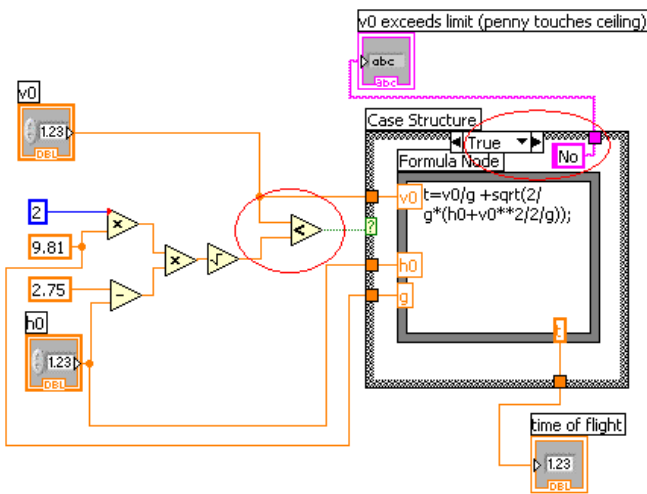 v0 exceeds limit (penny touches ceiling)
abc
abc
v0
1.23
DBL
Case Structure
True
No
Formula Node
v0
t=v0/g +sqrt(2/
g*(h0+v0**2/2/g));
2
x
<
?
9.81
x
√
h0
2.75
-
g
h0
1.23
DBL
t
time of flight
1.23
DBL